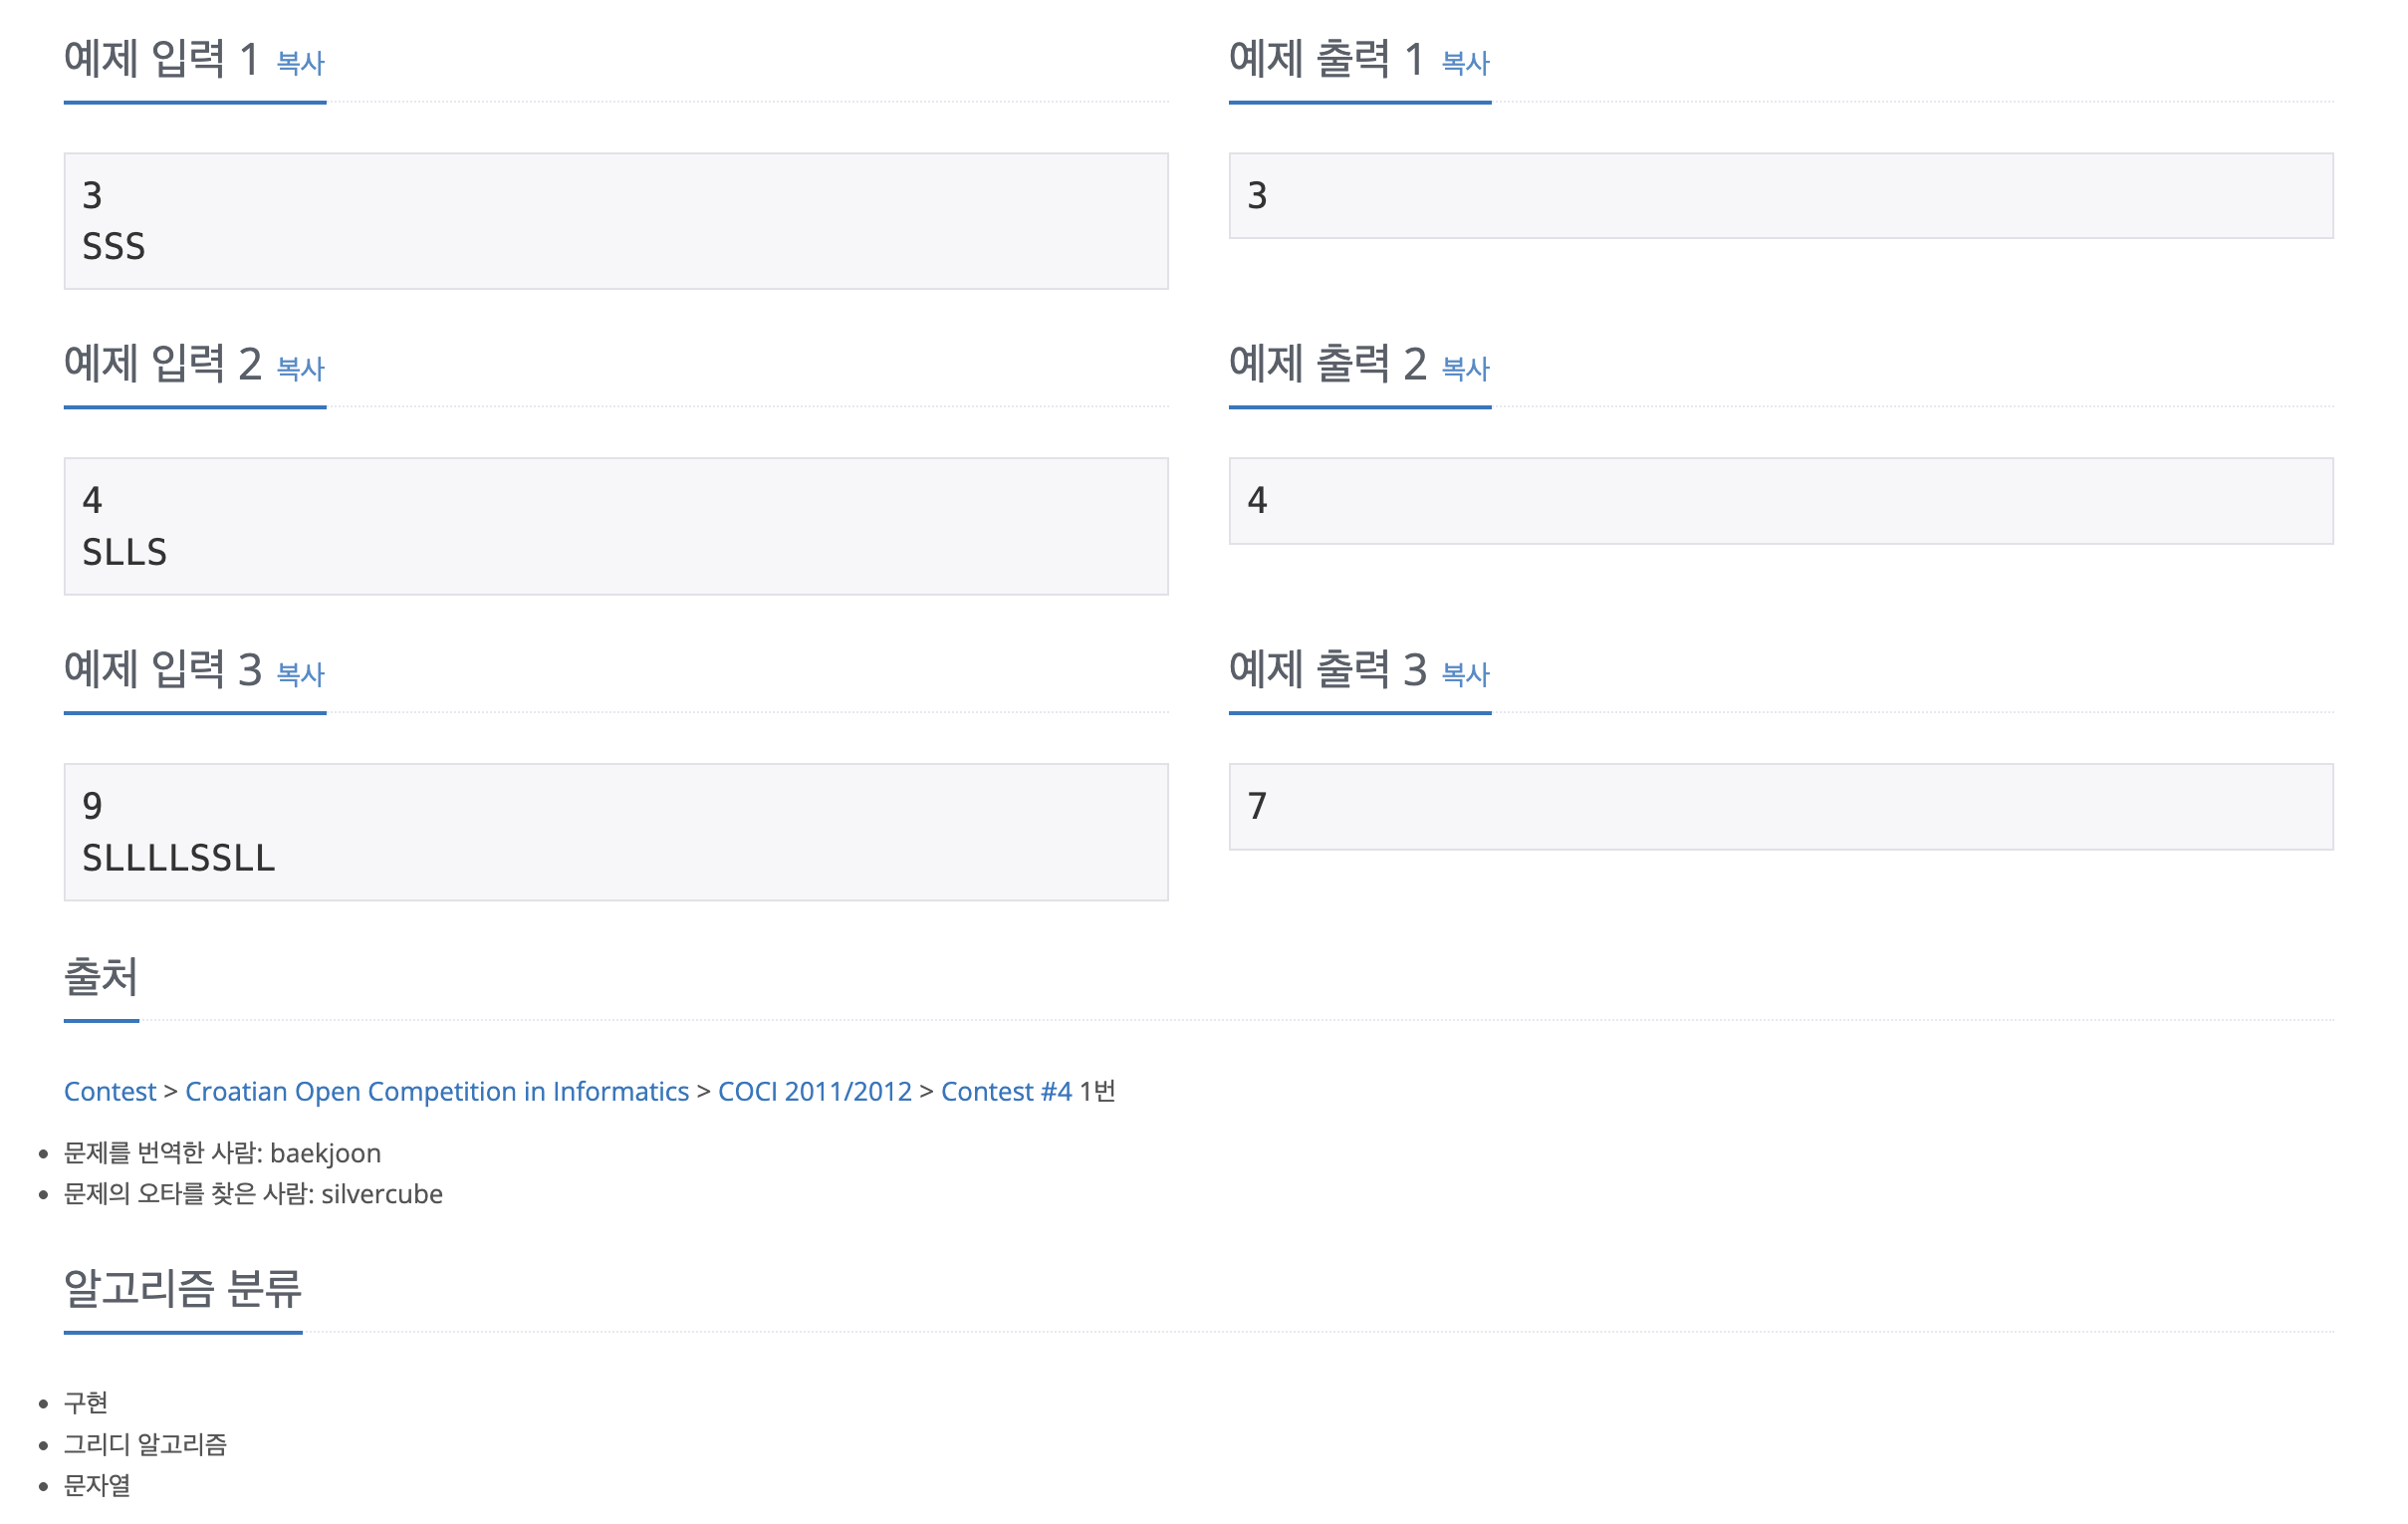 예제 입력 1 복사
예제 출력 1 복사
3
SSS
3
예제 입력 2 복사
예제 출력 2 복사
4
SLLS
4
예제 입력 3 복사
예제 출력 3 복사
9
SLLLLSSLL
7
출처
Contest > Croatian Open Competition in Informatics > COCI 2011/2012 > Contest #4 1번
문제를 번역한 사람: baekjoon
문제의 오타를 찾은 사람: silvercube
알고리즘 분류
구현
그리디 알고리즘
문자열